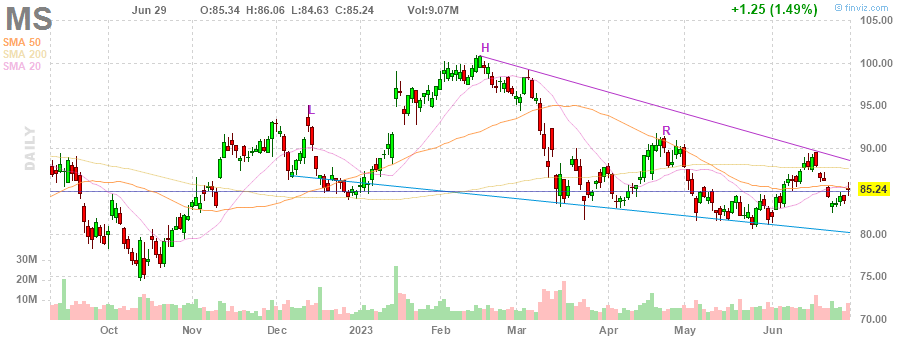 MS Jun 29 O:85.34 H:86.06 L:84.63 C:85.24 Vol:9.07M +1.25 (1.49%) finviz.com
105.00
SMA 50
SMA 200
SMA 20
H
100.00
L
95.00
R
90.00
DAILY
85.24
80.00
30M
20M
75.00
10M
70.00
Oct Nov Dec 2023 Feb Mar Apr May Jun